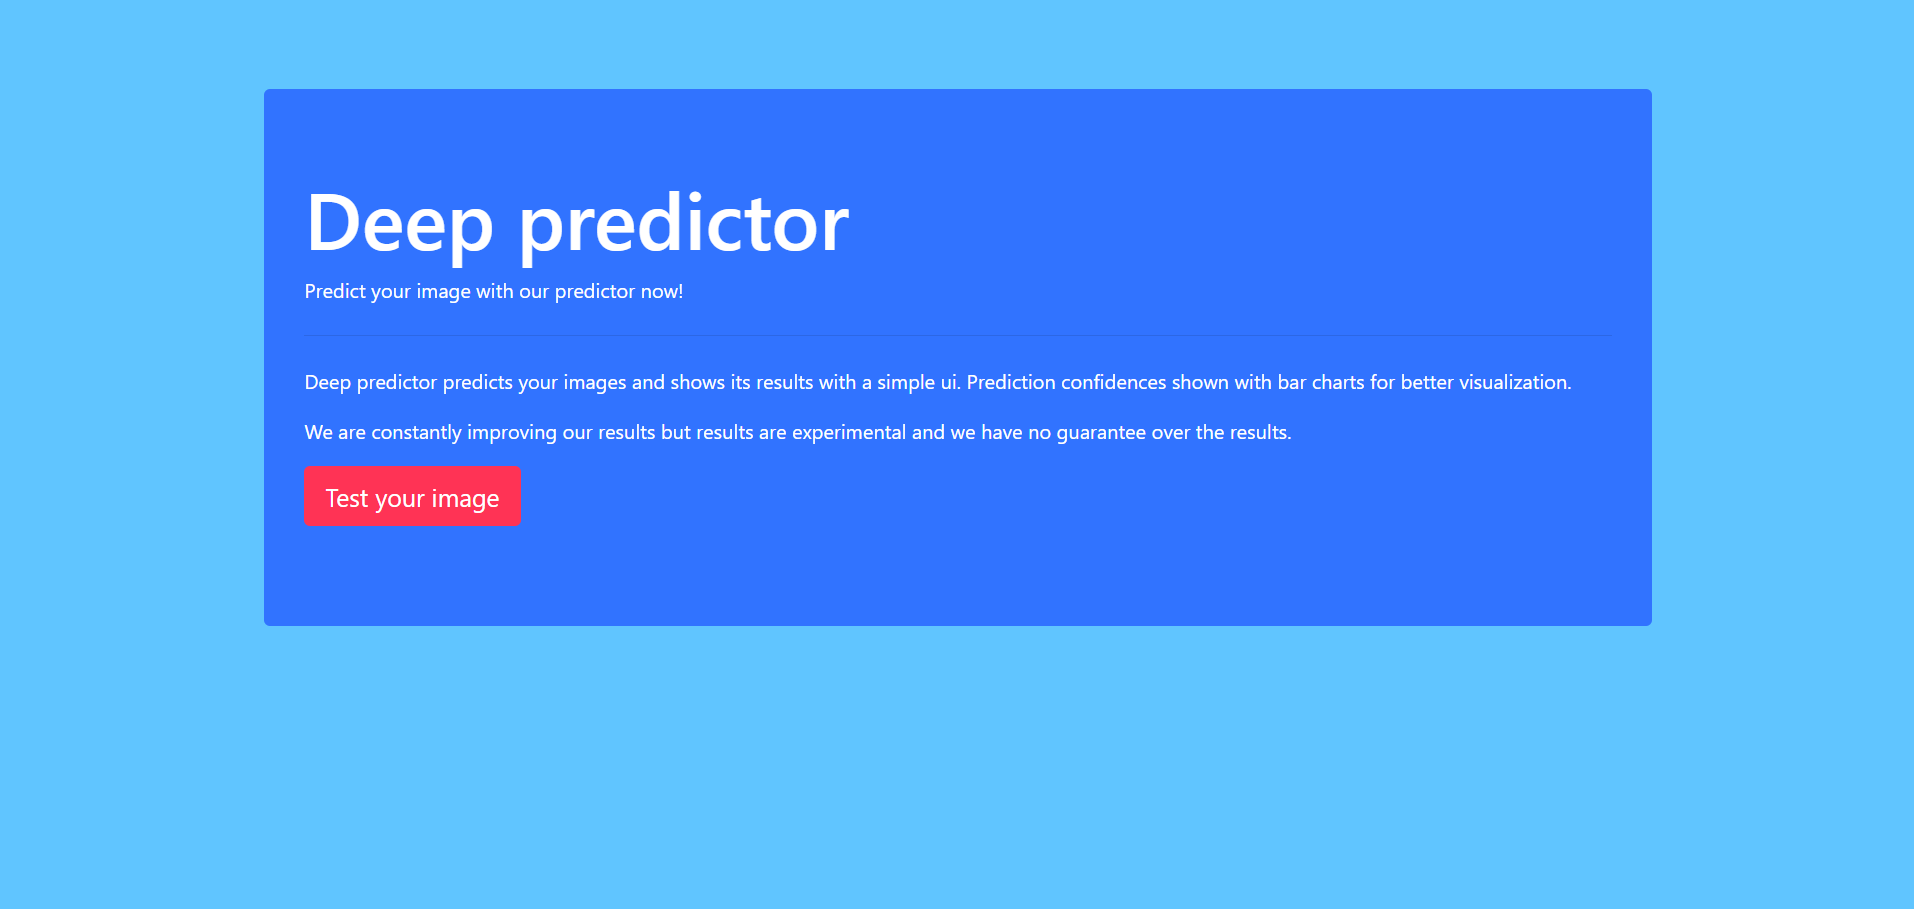 Deep predictor
Predict your image with our predictor now!
Deep predictor predicts your images and shows its results with a simple ui. Prediction confidences shown with bar charts for better visualization.
We are constantly improving our results but results are experimental and we have no guarantee over the results.
Test your image